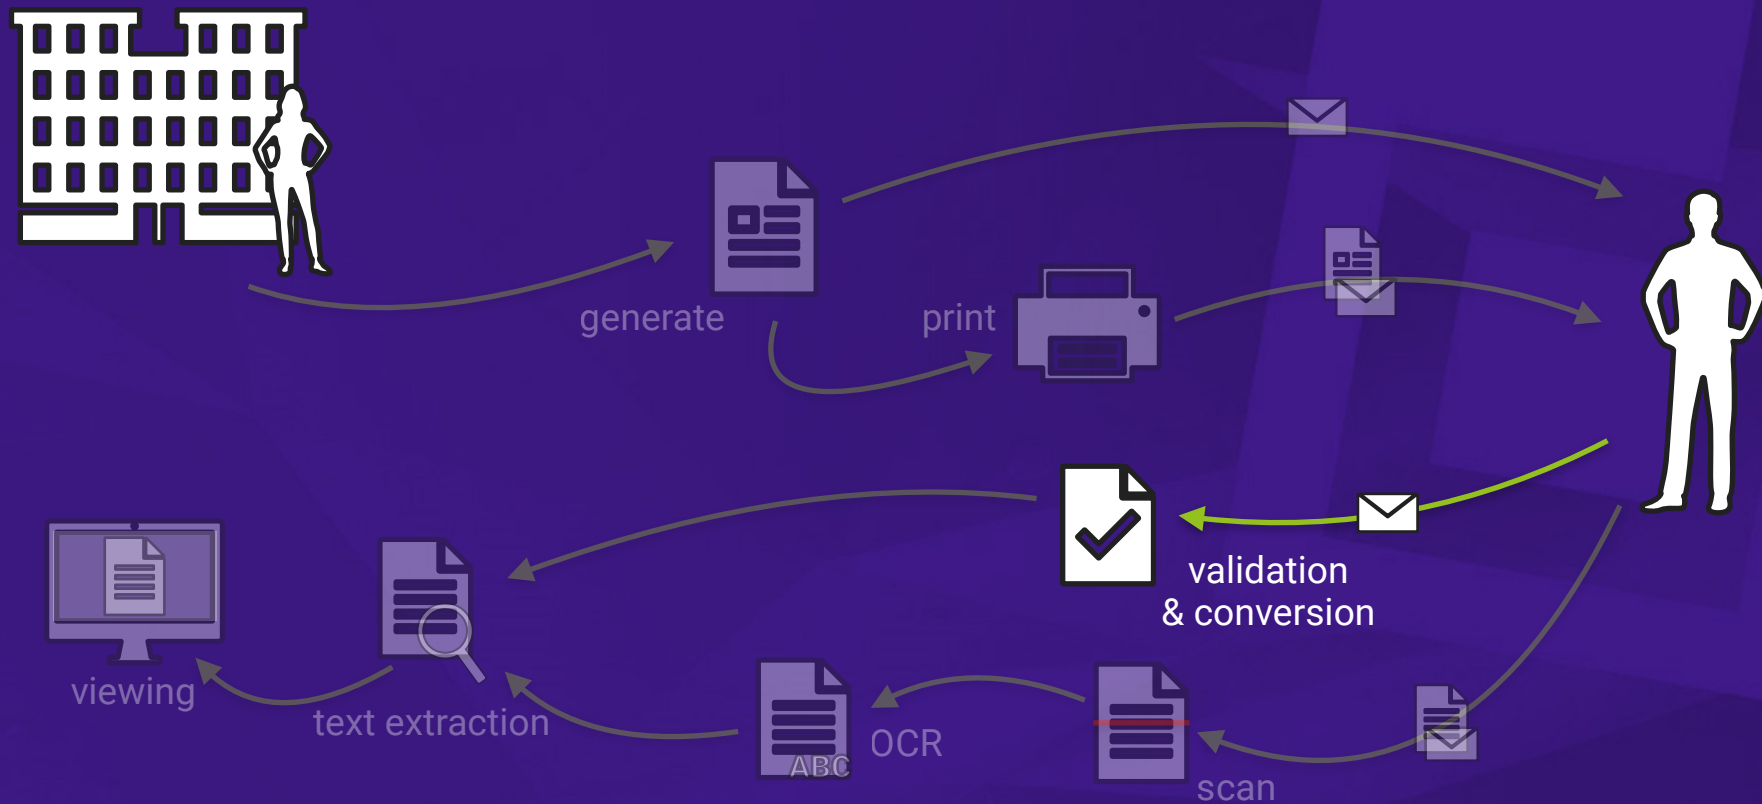 generate
print
validation
& conversion
viewing
text extraction
ABC
OCR
scan